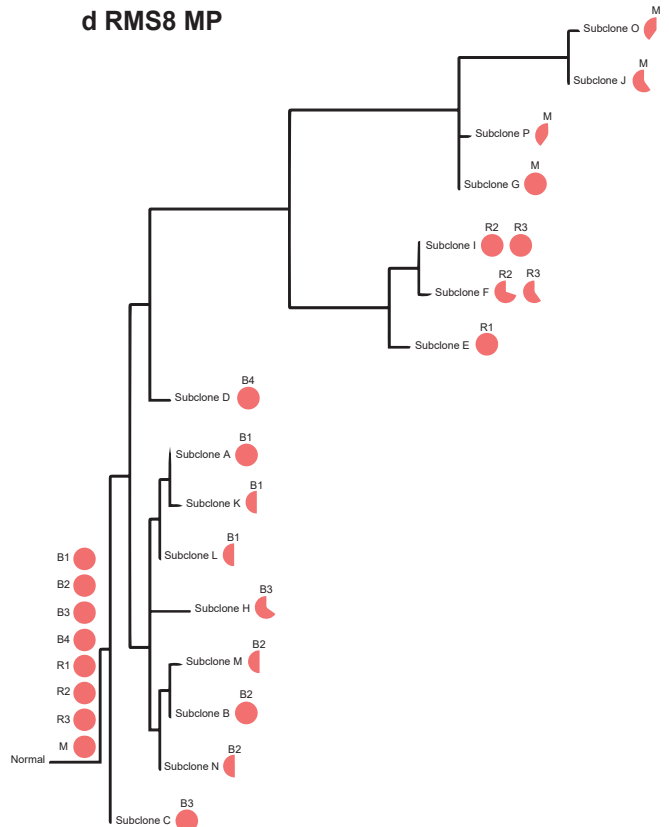 d RMS8 MP
M
Subclone O
M
Subclone J
M
Subclone P
M
Subclone G
R2 R3
Subclone I
R2 R3
Subclone F
R1
Subclone E
B4
Subclone D
B1
Subclone A
B1
Subclone K
B1
Subclone L
B3
Subclone H
B2
Subclone M
B2
Subclone B
B2
Subclone N
B1
B2
B3
B4
R1
R2
R3
M
Normal
B3
Subclone C